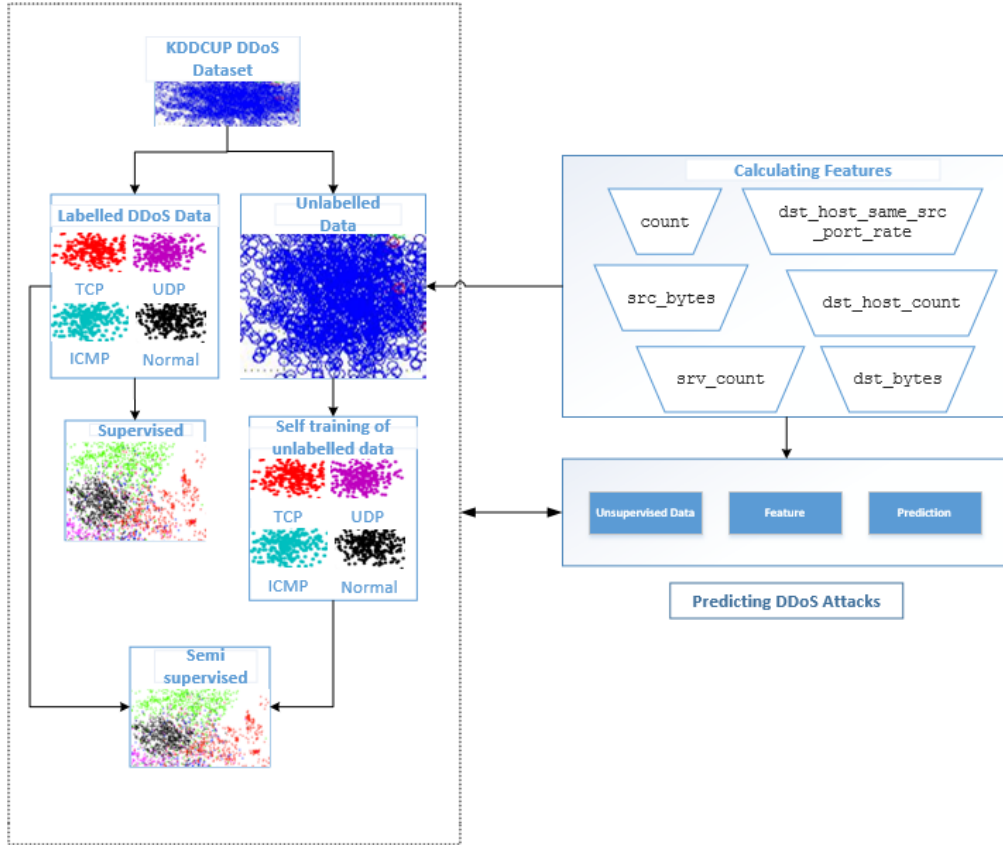 KDDCUP DDoS
Dataset
Labelled DDoS Data
TCP
UDP
ICMP
Normal
Unlabelled
Data
Supervised
Self training of
unlabelled data
TCP
UDP
ICMP
Normal
Semi
supervised
Calculating Features
count
dst_host_same_src
_port_rate
src_bytes
dst_host_count
srv_count
dst_bytes
Unsupervised Data
Feature
Prediction
Predicting DDoS Attacks